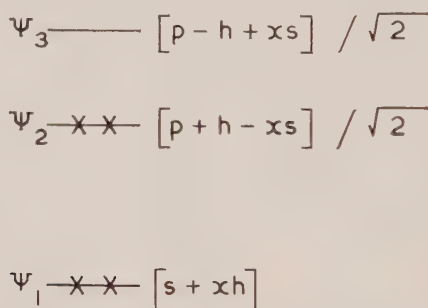 Ψ₃ [p - h + xs] / √2
Ψ₂ [p + h - xs] / √2
Ψ₁ [s + xh]